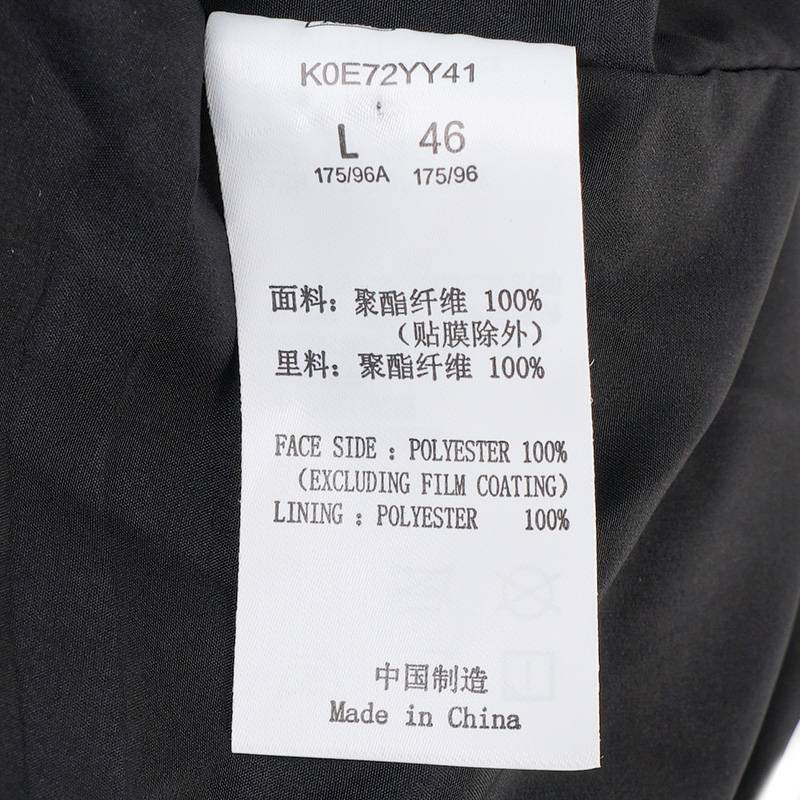 K0E72YY41
L 46
175/96A 175/96
面料: 聚酯纤维 100%
(贴膜除外)
里料: 聚酯纤维 100%
FACE SIDE : POLYESTER 100%
(EXCLUDING FILM COATING)
LINING : POLYESTER 100%
中国制造
Made in China